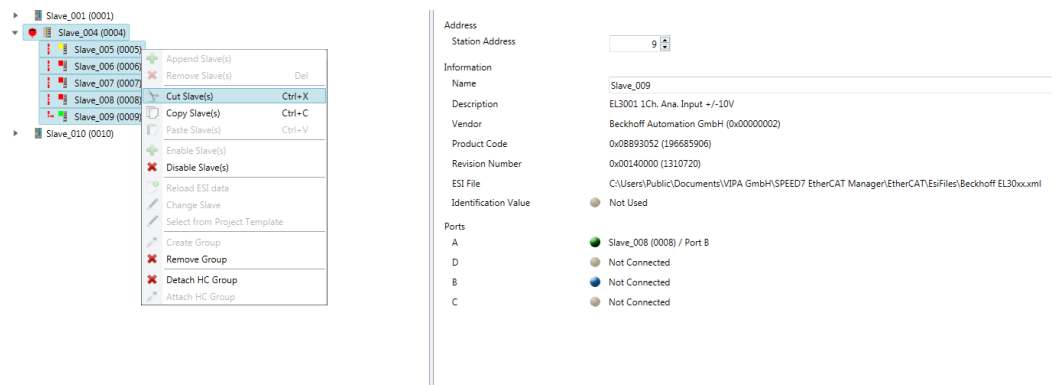 Slave_001 (0001)
Slave_004 (0004)
Slave_005 (0005)
Slave_006 (0006)
Slave_007 (0007)
Slave_008 (0008)
Slave_009 (0009)
Slave_010 (0010)
Append Slave(s)
Remove Slave(s) Del
Cut Slave(s) Ctrl+X
Copy Slave(s) Ctrl+C
Paste Slave(s) Ctrl+V
Enable Slave(s)
Disable Slave(s)
Reload ESI data
Change Slave
Select from Project Template
Create Group
Remove Group
Detach HC Group
Attach HC Group
Address
Station Address 9
Information
Name Slave_009
Description EL3001 1Ch. Ana. Input +/-10V
Vendor Beckhoff Automation GmbH (0x00000002)
Product Code 0x0BB93052 (196685906)
Revision Number 0x00140000 (1310720)
ESI File C:\Users\Public\Documents\VIPA GmbH\SPEED7 EtherCAT Manager\EtherCAT\EsiFiles\Beckhoff EL30xx.xml
Identification Value Not Used
Ports
A Slave_008 (0008) / Port B
D Not Connected
B Not Connected
C Not Connected